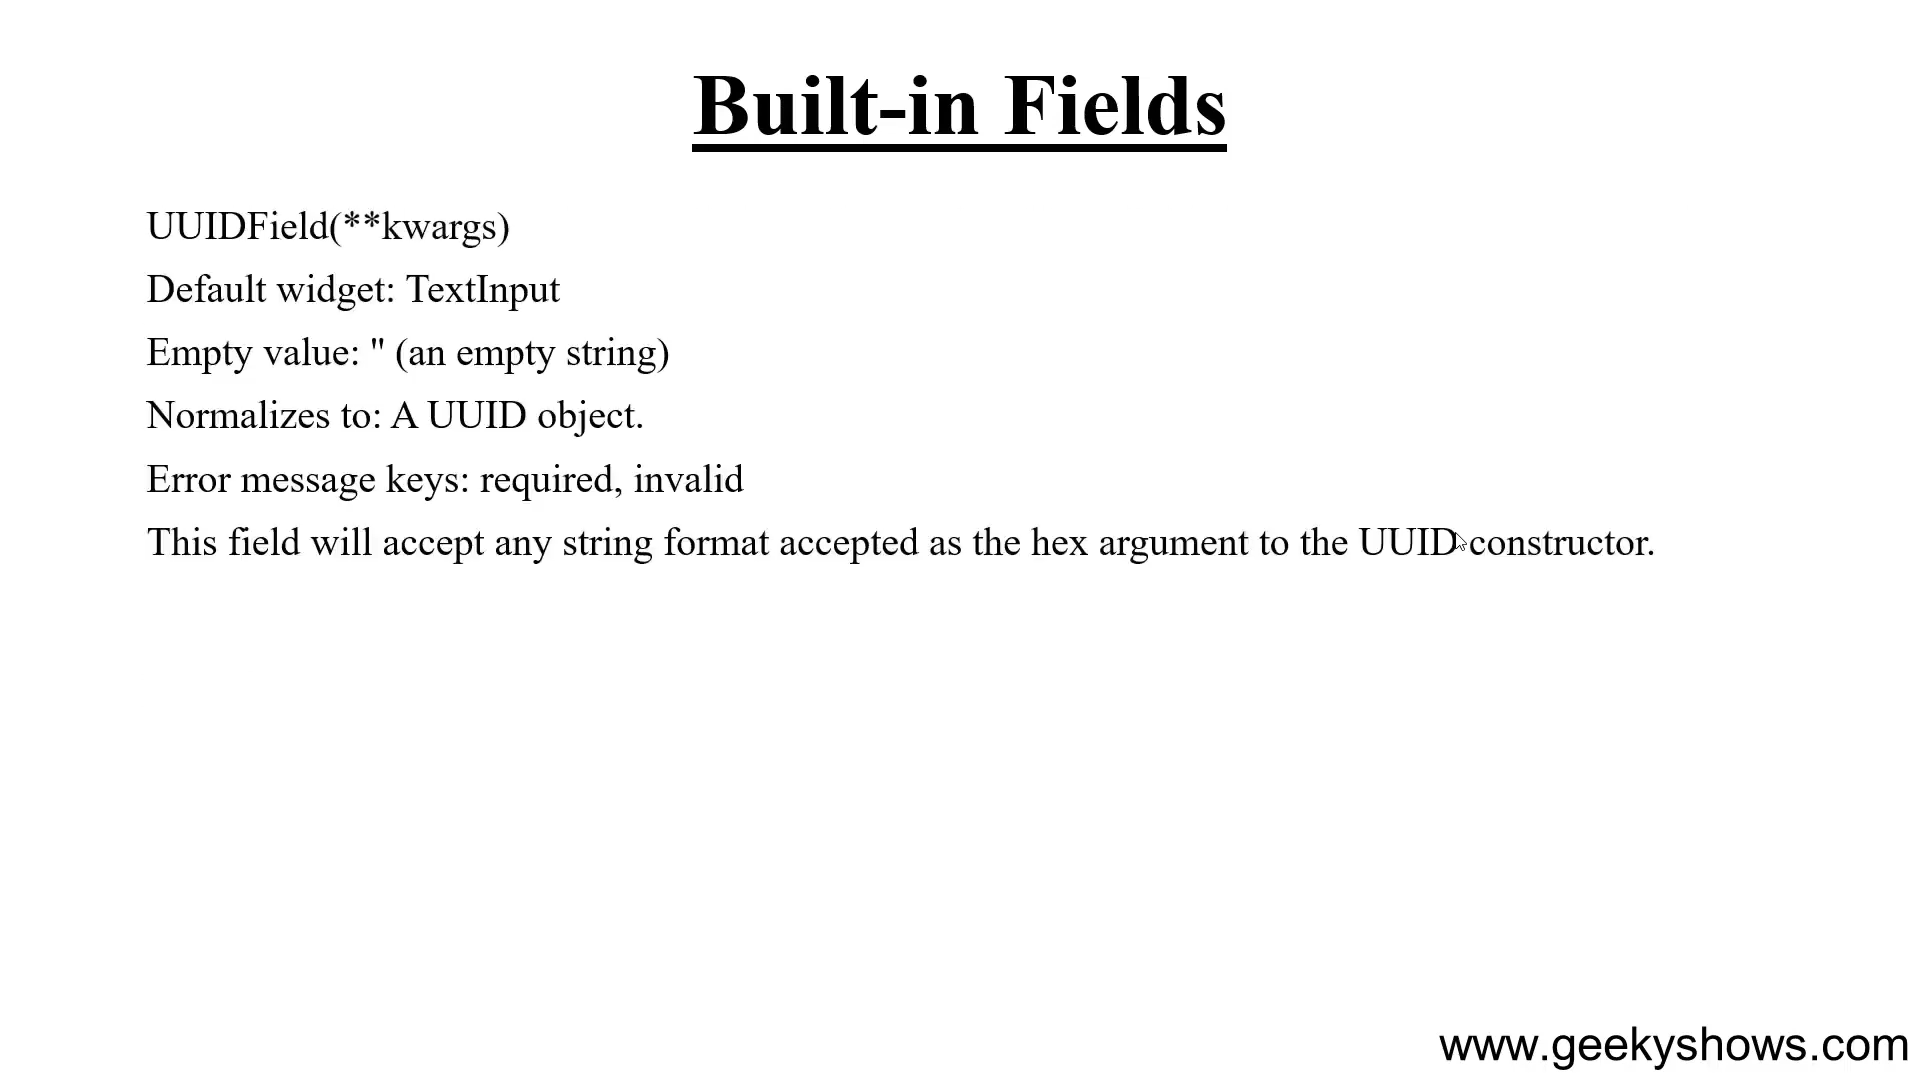 Built-in Fields
UUIDField(**kwargs)
Default widget: TextInput
Empty value: '' (an empty string)
Normalizes to: A UUID object.
Error message keys: required, invalid
This field will accept any string format accepted as the hex argument to the UUID constructor.
www.geekyshows.com